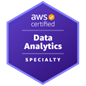 aws
certified
Data
Analytics
SPECIALTY